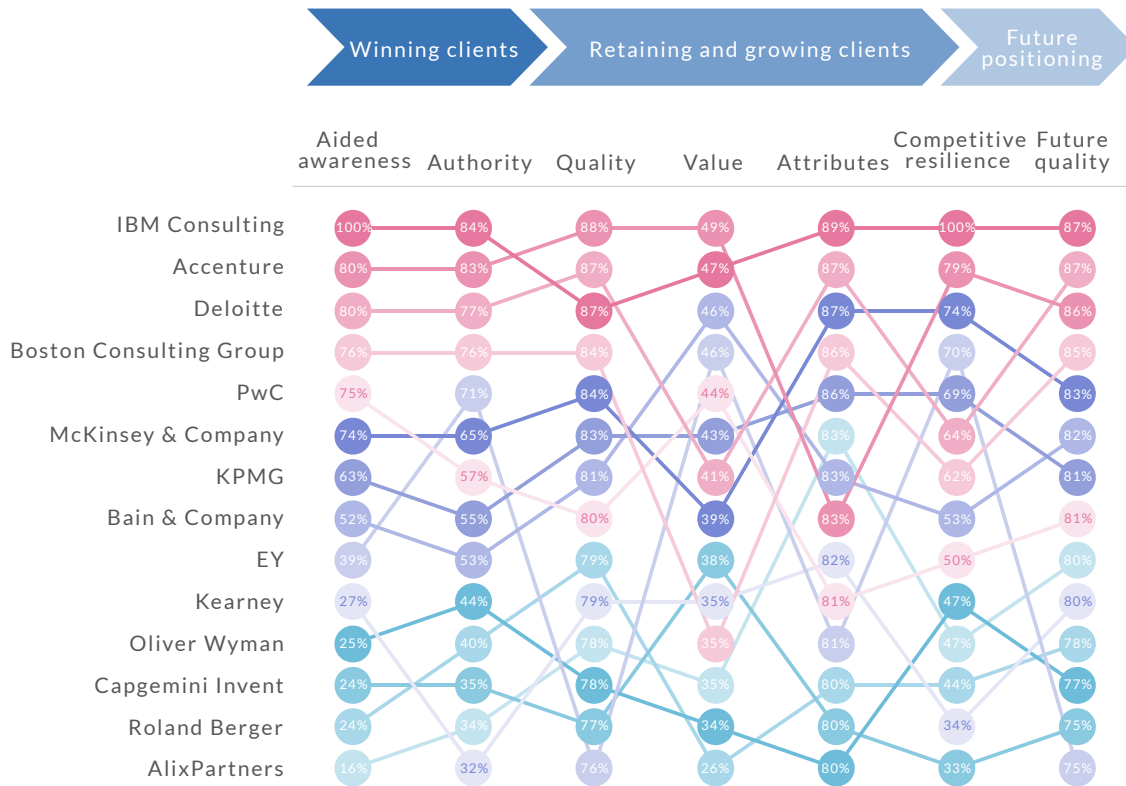 Winning clients
Retaining and growing clients
Future
positioning
Aided
awareness
Authority
Quality
Value
Attributes
Competitive
resilience
Future
quality
IBM Consulting 100% 84% 88% 49% 89% 100% 87%
Accenture 80% 83% 87% 47% 87% 79% 87%
Deloitte 80% 77% 87% 46% 87% 74% 86%
Boston Consulting Group 76% 76% 84% 46% 86% 70% 85%
PwC 75% 71% 84% 44% 86% 69% 83%
McKinsey & Company 74% 65% 83% 43% 83% 64% 82%
KPMG 63% 57% 81% 41% 83% 62% 81%
Bain & Company 52% 55% 80% 39% 83% 53% 81%
EY 39% 53% 79% 38% 82% 50% 80%
Kearney 27% 44% 79% 35% 81% 47% 80%
Oliver Wyman 25% 40% 78% 35% 81% 47% 78%
Capgemini Invent 24% 35% 78% 35% 80% 44% 77%
Roland Berger 24% 34% 77% 34% 80% 34% 75%
AlixPartners 16% 32% 76% 26% 80% 33% 75%